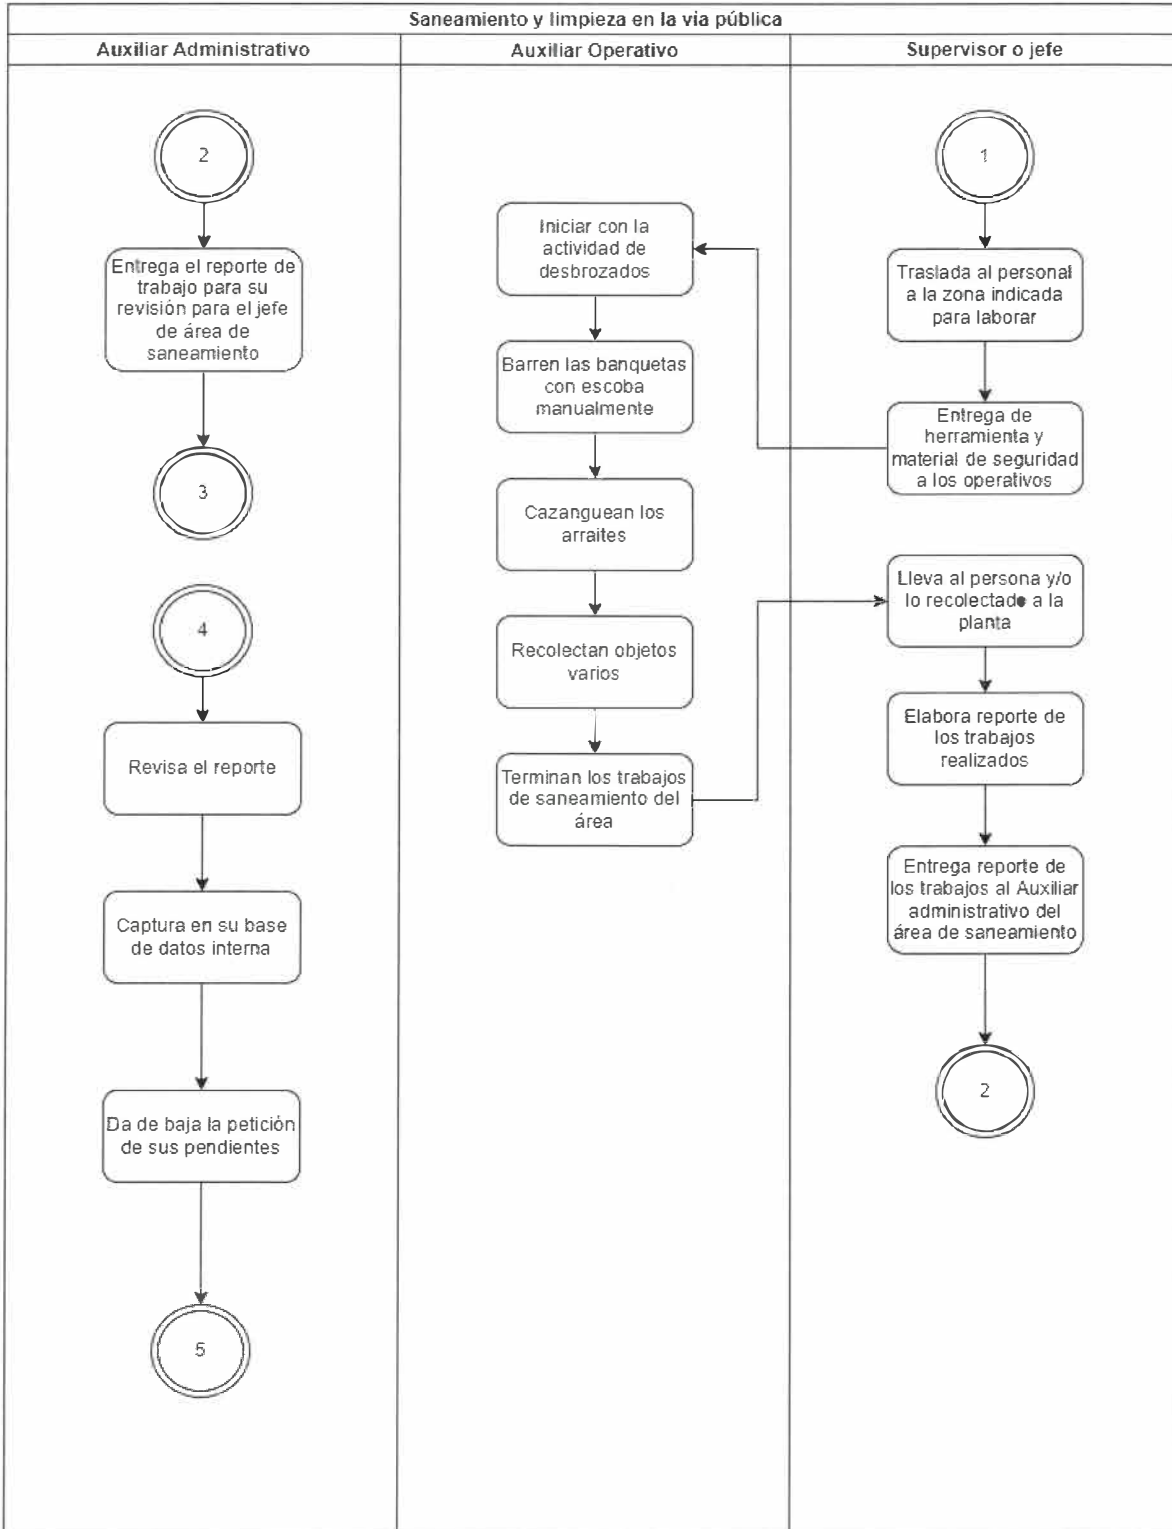 Saneamiento y limpieza en la vía pública
Auxiliar Administrativo
Auxiliar Operativo
Supervisor o jefe
2
Entrega el reporte de
trabajo para su
revisión para el jefe
de área de
saneamiento
3
4
Revisa el reporte
Captura en su base
de datos interna
Da de baja la petición
de sus pendientes
5
Iniciar con la
actividad de
desbrozados
Barren las banquetas
con escoba
manualmente
Cazanguean los
arraites
Recolectan objetos
varios
Terminan los trabajos
de saneamiento del
área
1
Traslada al personal
a la zona indicada
para laborar
Entrega de
herramienta y
material de seguridad
a los operativos
Lleva al persona y/o
lo recolectado a la
planta
Elabora reporte de
los trabajos
realizados
Entrega reporte de
los trabajos al Auxiliar
administrativo del
área de saneamiento
2